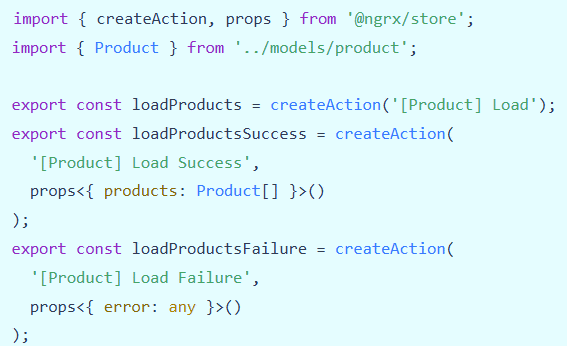 import { createAction, props } from '@ngrx/store';
import { Product } from '../models/product';
export const loadProducts = createAction('[Product] Load');
export const loadProductsSuccess = createAction(
'[Product] Load Success',
props<{ products: Product[] }>()
);
export const loadProductsFailure = createAction(
'[Product] Load Failure',
props<{ error: any }>()
);